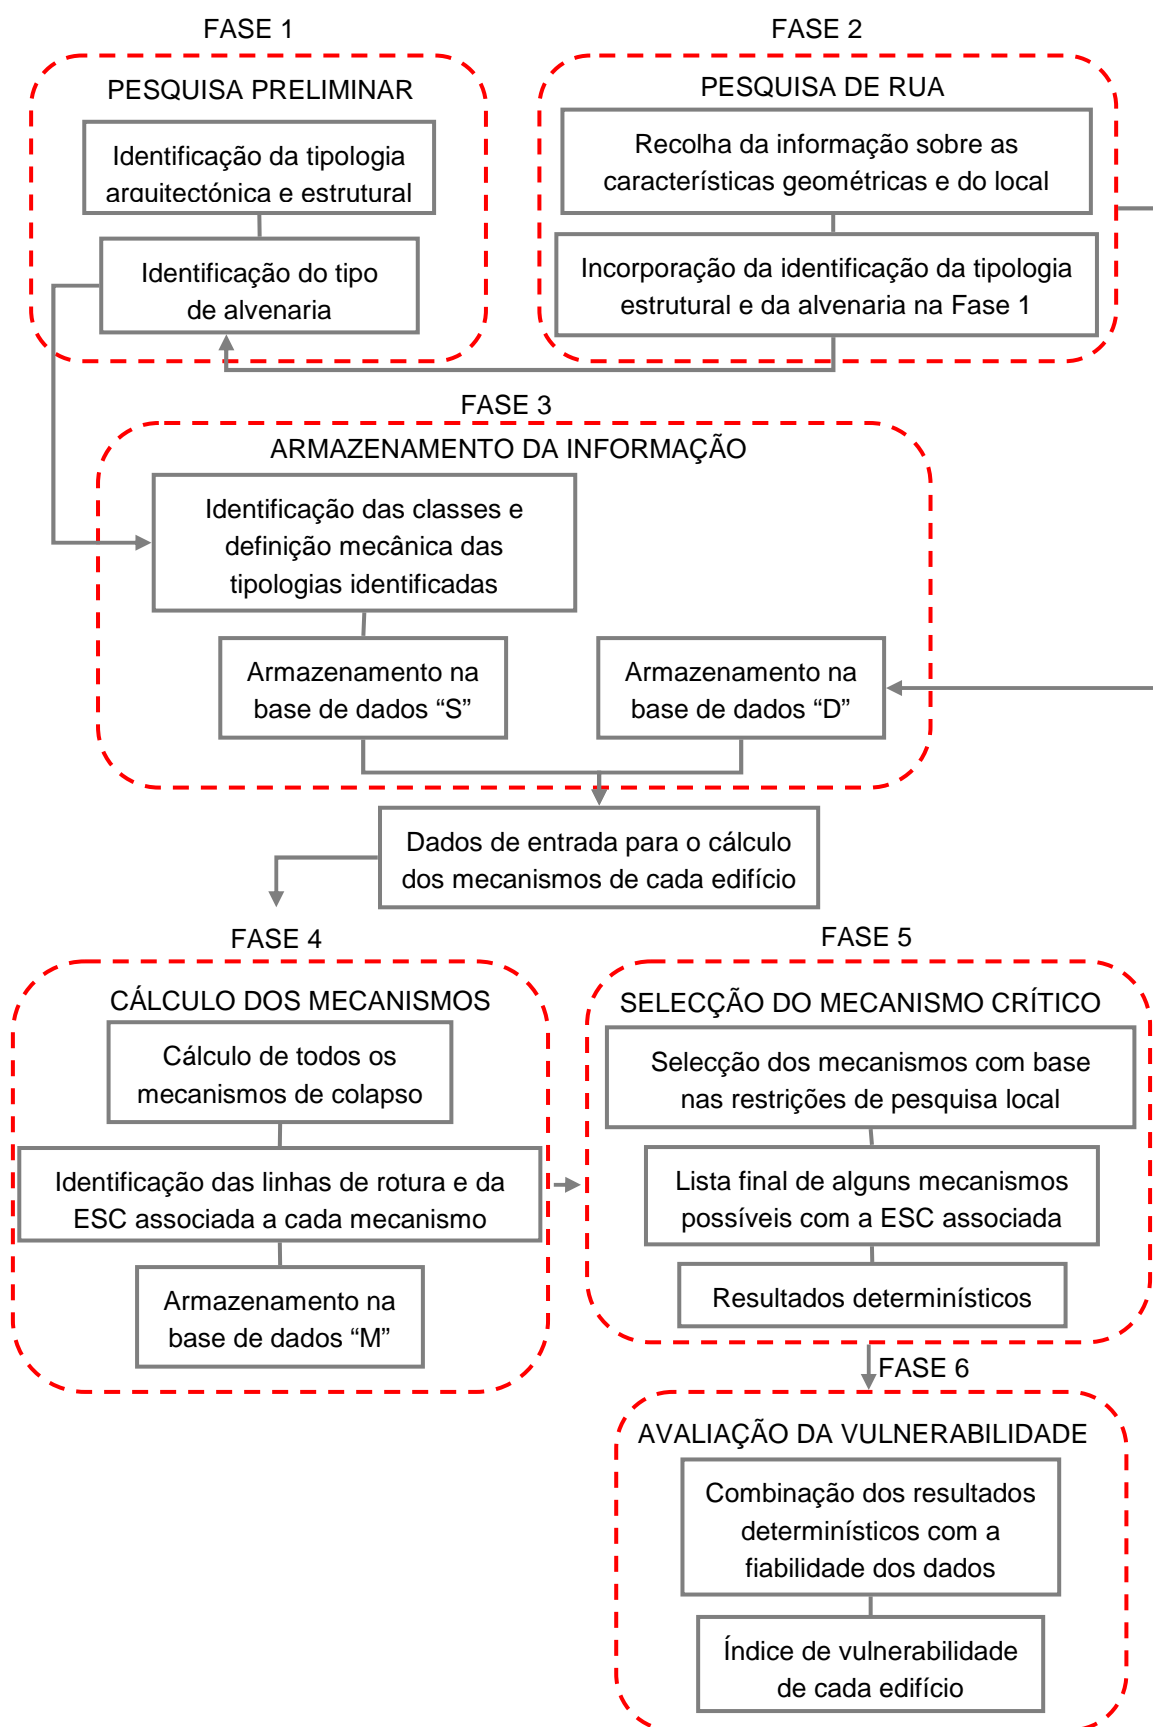 FASE 1
PESQUISA PRELIMINAR
Identificação da tipologia
arquitectónica e estrutural
Identificação do tipo
de alvenaria
FASE 2
PESQUISA DE RUA
Recolha da informação sobre as
características geométricas e do local
Incorporação da identificação da tipologia
estrutural e da alvenaria na Fase 1
FASE 3
ARMAZENAMENTO DA INFORMAÇÃO
Identificação das classes e
definição mecânica das
tipologias identificadas
Armazenamento na
base de dados “S”
Armazenamento na
base de dados “D”
Dados de entrada para o cálculo
dos mecanismos de cada edifício
FASE 4
CÁLCULO DOS MECANISMOS
Cálculo de todos os
mecanismos de colapso
Identificação das linhas de rotura e da
ESC associada a cada mecanismo
Armazenamento na
base de dados “M”
FASE 5
SELECÇÃO DO MECANISMO CRÍTICO
Selecção dos mecanismos com base
nas restrições de pesquisa local
Lista final de alguns mecanismos
possíveis com a ESC associada
Resultados determinísticos
FASE 6
AVALIAÇÃO DA VULNERABILIDADE
Combinação dos resultados
determinísticos com a
fiabilidade dos dados
Índice de vulnerabilidade
de cada edifício